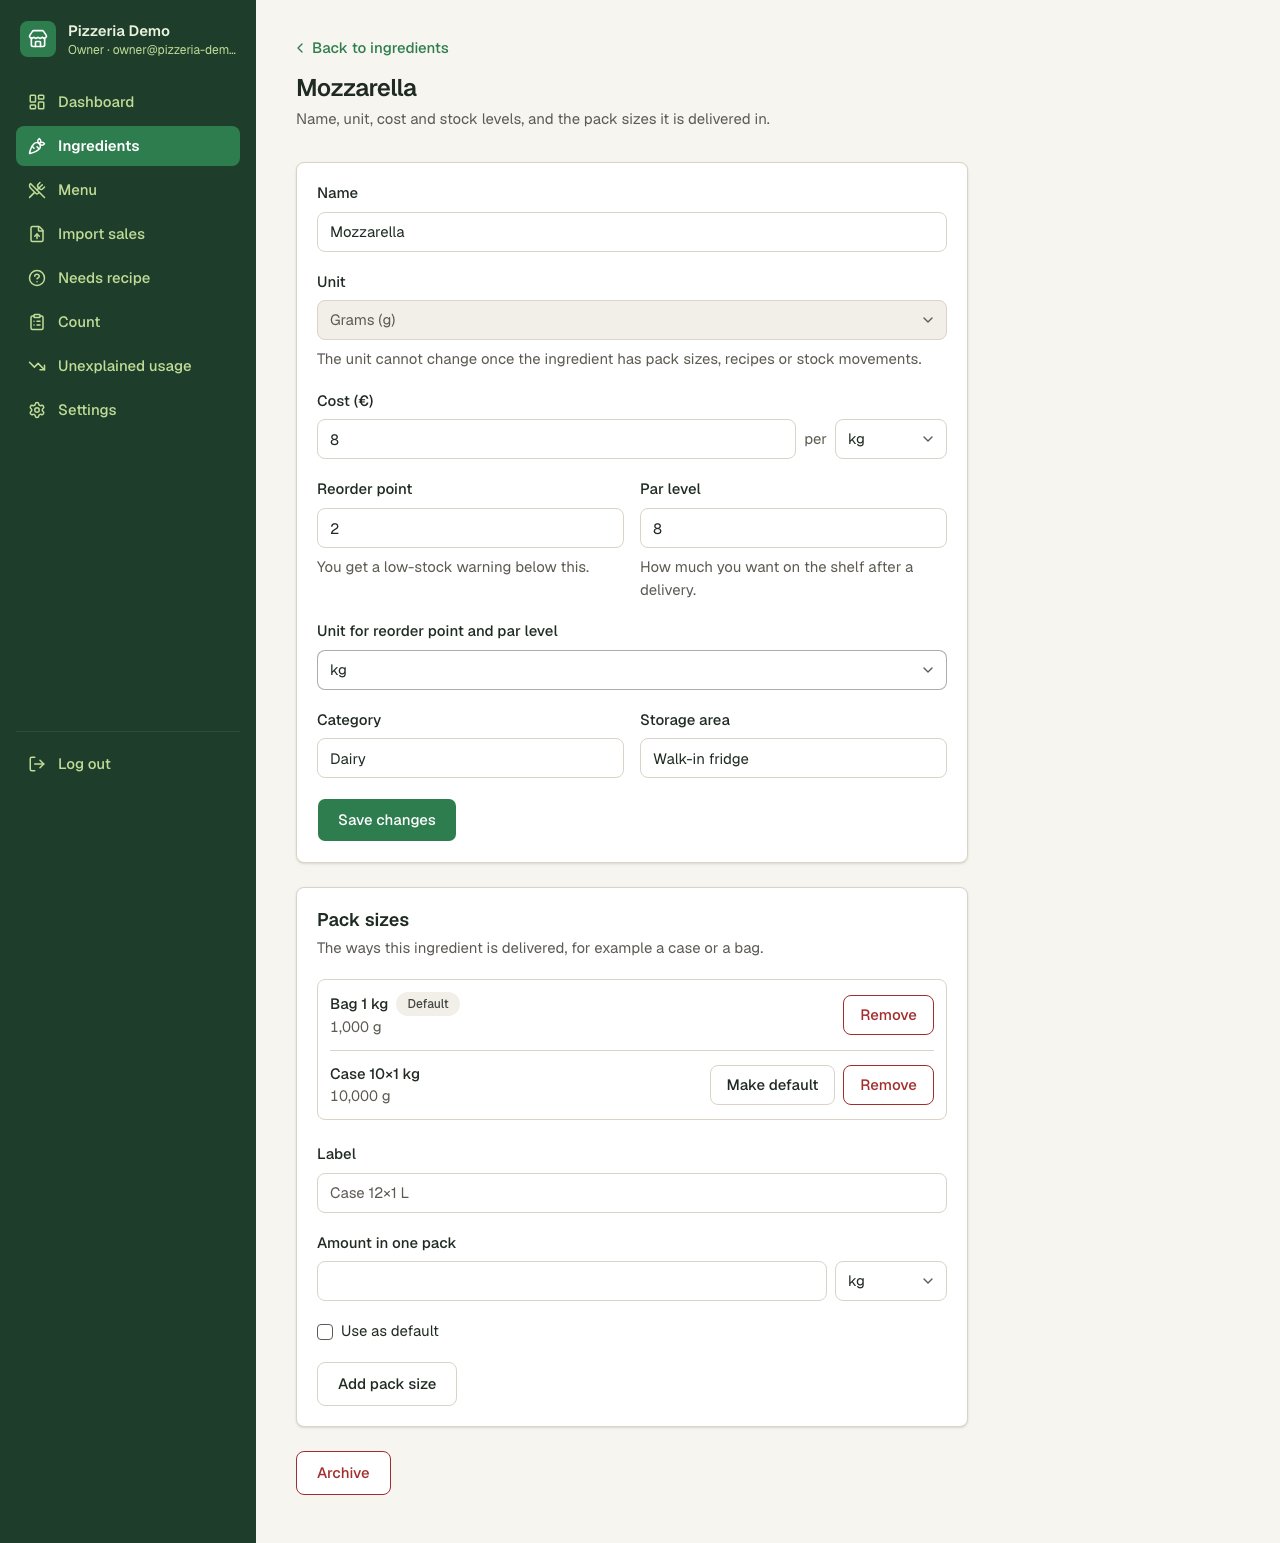 Pizzeria Demo
Owner · owner@pizzeria-dem...
Dashboard
Ingredients
Menu
Import sales
Needs recipe
Count
Unexplained usage
Settings
Log out
Back to ingredients
Mozzarella
Name, unit, cost and stock levels, and the pack sizes it is delivered in.
Name
Mozzarella
Unit
Grams (g)
The unit cannot change once the ingredient has pack sizes, recipes or stock movements.
Cost (€)
8 per kg
Reorder point Par level
2 8
You get a low-stock warning below this. How much you want on the shelf after a
delivery.
Unit for reorder point and par level
kg
Category Storage area
Dairy Walk-in fridge
Save changes
Pack sizes
The ways this ingredient is delivered, for example a case or a bag.
Bag 1 kg Default
1,000 g
Remove
Case 10×1 kg
10,000 g
Make default Remove
Label
Case 12×1 L
Amount in one pack
kg
Use as default
Add pack size
Archive